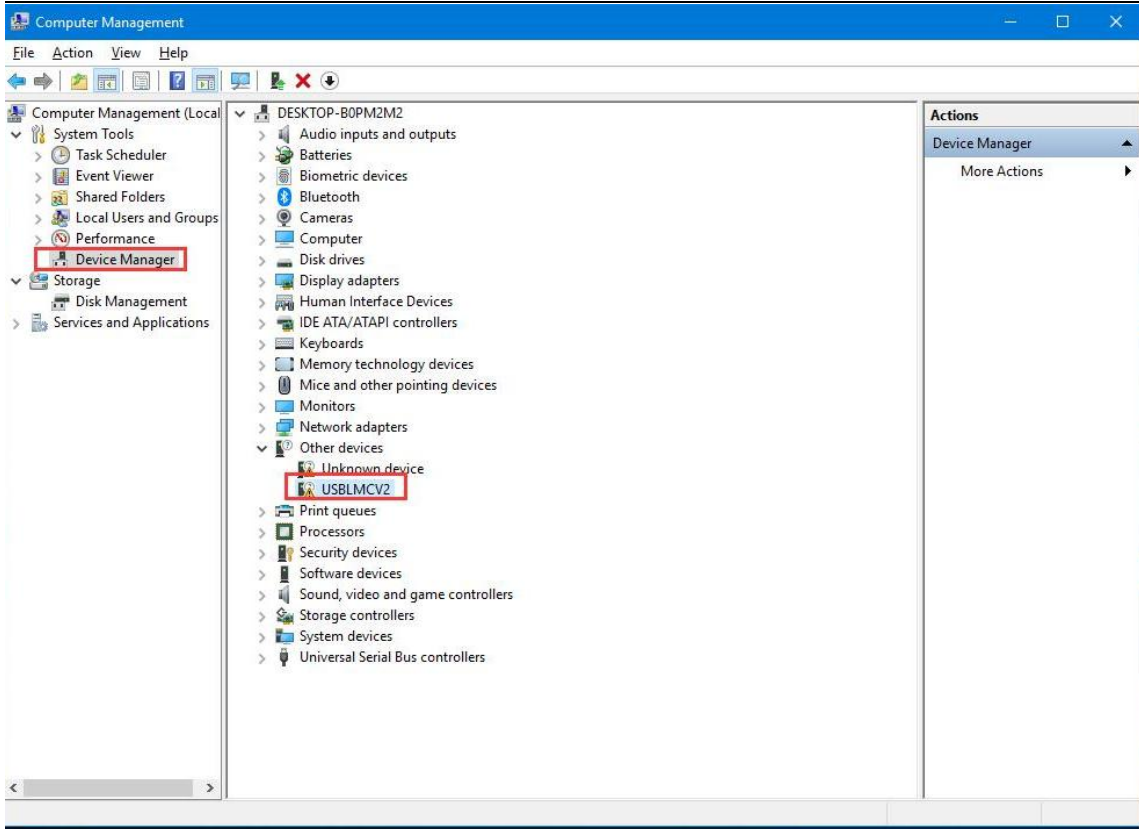 Computer Management
File Action View Help
Computer Management (Local
System Tools
Task Scheduler
Event Viewer
Shared Folders
Local Users and Groups
Performance
Device Manager
Storage
Disk Management
Services and Applications
DESKTOP-B0PM2M2
Audio inputs and outputs
Batteries
Biometric devices
Bluetooth
Cameras
Computer
Disk drives
Display adapters
Human Interface Devices
IDE ATA/ATAPI controllers
Keyboards
Memory technology devices
Mice and other pointing devices
Monitors
Network adapters
Other devices
Unknown device
USBLMCV2
Print queues
Processors
Security devices
Software devices
Sound, video and game controllers
Storage controllers
System devices
Universal Serial Bus controllers
Actions
Device Manager
More Actions